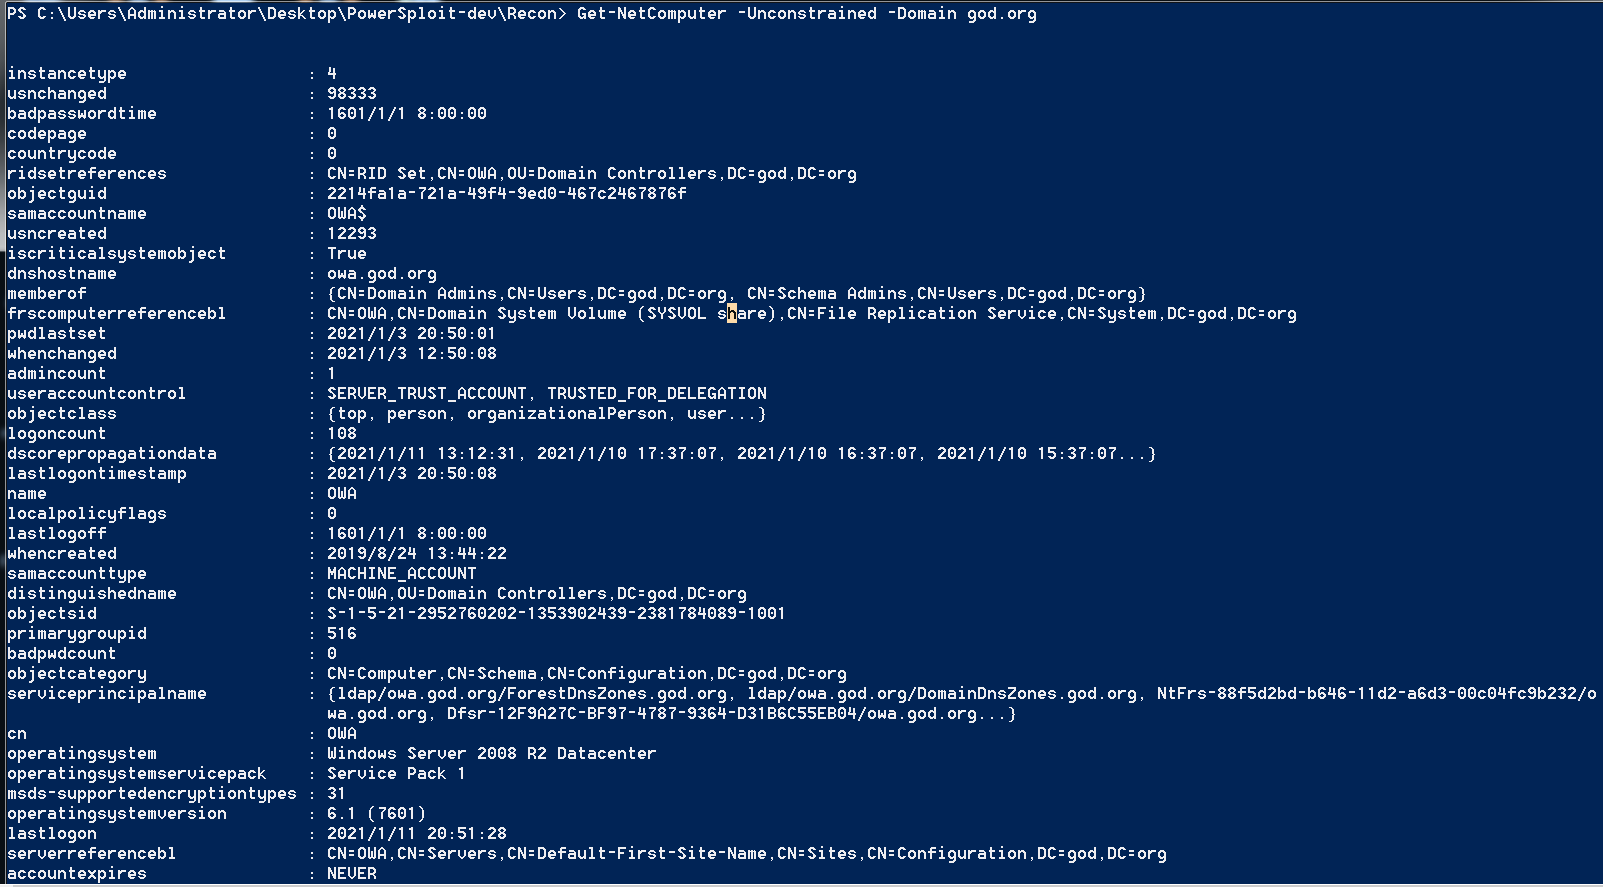 PS C:\Users\Administrator\Desktop\PowerSploit-dev\Recon> Get-NetComputer -Unconstrained -Domain god.org
instancetype : 4
usnchanged : 98333
badpasswordtime : 1601/1/1 8:00:00
codepage : 0
countrycode : 0
ridsetreferences : CN=RID Set,CN=OWA,OU=Domain Controllers,DC=god,DC=org
objectguid : 2214fa1a-721a-49f4-9ed0-467c2467876f
samaccountname : OWA$
usncreated : 12293
iscriticalsystemobject : True
dnshostname : owa.god.org
memberof : {CN=Domain Admins,CN=Users,DC=god,DC=org, CN=Schema Admins,CN=Users,DC=god,DC=org}
frscomputerreferencebl : CN=OWA,CN=Domain System Volume (SYSVOL share),CN=File Replication Service,CN=System,DC=god,DC=org
pwdlastset : 2021/1/3 20:50:01
whenchanged : 2021/1/3 12:50:08
admincount : 1
useraccountcontrol : SERVER_TRUST_ACCOUNT, TRUSTED_FOR_DELEGATION
objectclass : {top, person, organizationalPerson, user...}
logoncount : 108
dscorepropagationdata : {2021/1/11 13:12:31, 2021/1/10 17:37:07, 2021/1/10 16:37:07, 2021/1/10 15:37:07...}
lastlogontimestamp : 2021/1/3 20:50:08
name : OWA
localpolicyflags : 0
lastlogoff : 1601/1/1 8:00:00
whencreated : 2019/8/24 13:44:22
samaccounttype : MACHINE_ACCOUNT
distinguishedname : CN=OWA,OU=Domain Controllers,DC=god,DC=org
objectsid : S-1-5-21-2952760202-1353902439-2381784089-1001
primarygroupid : 516
badpwdcount : 0
objectcategory : CN=Computer,CN=Schema,CN=Configuration,DC=god,DC=org
serviceprincipalname : {ldap/owa.god.org/ForestDnsZones.god.org, ldap/owa.god.org/DomainDnsZones.god.org, NtFrs-88f5d2bd-b646-11d2-a6d3-00c04fc9b232/o
wa.god.org, Dfsr-12F9A27C-BF97-4787-9364-D31B6C55EB04/owa.god.org...}
cn : OWA
operatingsystem : Windows Server 2008 R2 Datacenter
operatingsystemservicepack : Service Pack 1
msds-supportedencryptiontypes : 31
operatingsystemversion : 6.1 (7601)
lastlogon : 2021/1/11 20:51:28
serverreferencebl : CN=OWA,CN=Servers,CN=Default-First-Site-Name,CN=Sites,CN=Configuration,DC=god,DC=org
accountexpires : NEVER